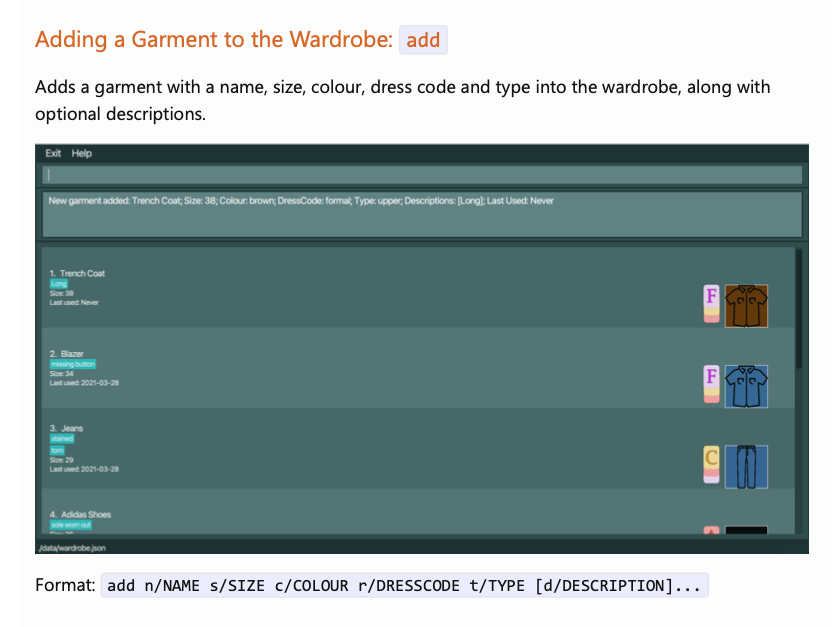 Adding a Garment to the Wardrobe: add
Adds a garment with a name, size, colour, dress code and type into the wardrobe, along with
optional descriptions.
Exit Help
New garment added: Trench Coat; Size: 38; Colour: brown; DressCode: formal; Type: upper; Descriptions: [Long]; Last Used: Never
1. Trench Coat
Long
Size: 38
Last used: Never
F
2. Blazer
missing button
Size: 34
Last used: 2021-03-28
F
3. Jeans
stained
torn
Size: 29
Last used: 2021-03-28
C
4. Adidas Shoes
sole worn out
./data/wardrobe.json
Format: add n/NAME s/SIZE c/COLOUR r/DRESSCODE t/TYPE [d/DESCRIPTION]...